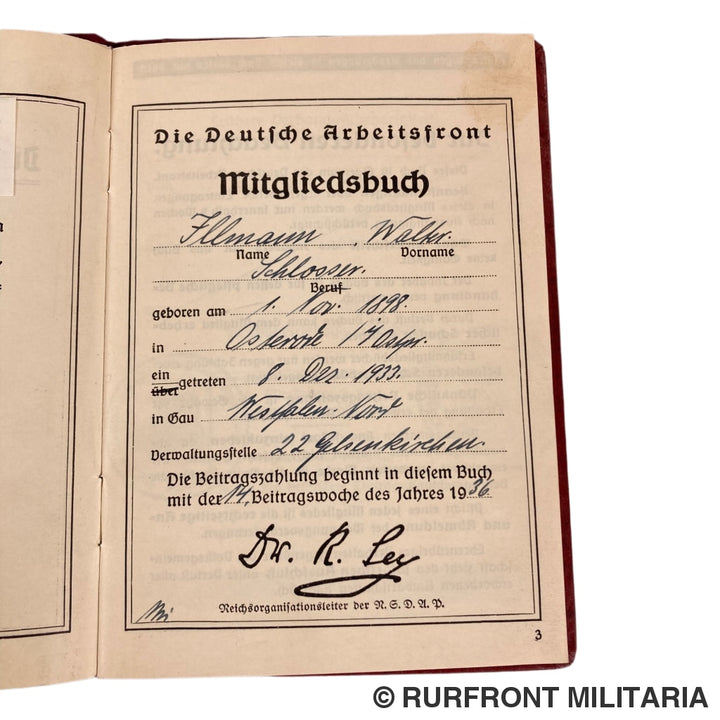 Die Deutsche Arbeitsfront
Mitgliedsbuch
Illmann, Walter.
Name Vorname
Schlosser.
Beruf
geboren am 1. Nov. 1898.
in Osterode i/ Ostpr.
ein
über getreten 8. Dez. 1933.
in Gau Westfalen-Nord
Verwaltungsstelle 22 Gelsenkirchen.
Die Beitragszahlung beginnt in diesem Buch
mit der 14. Beitragswoche des Jahres 1936.
Dr. R. Ley
Reichsorganisationsleiter der N.S.D.A.P.
3
© RURFRONT MILITARIA